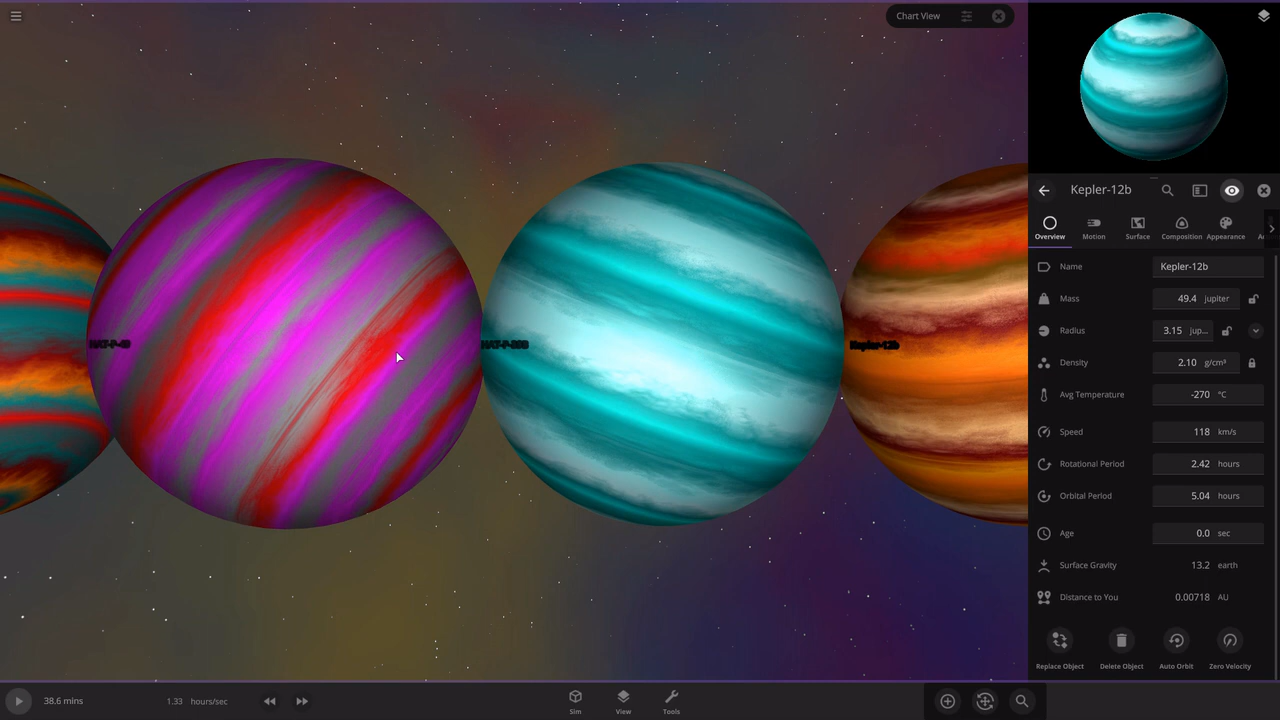 Chart View
Kepler-12b
Overview
Motion
Surface
Composition
Appearance
Name
Kepler-12b
Mass
49.4 jupiter
Radius
3.15 jup...
Density
2.10 g/cm³
Avg Temperature
-270 °C
Speed
118 km/s
Rotational Period
2.42 hours
Orbital Period
5.04 hours
Age
0.0 sec
Surface Gravity
13.2 earth
Distance to You
0.00718 AU
Replace Object
Delete Object
Auto Orbit
Zero Velocity
Kepler-12b
38.6 mins
1.33 hours/sec
Sim
View
Tools